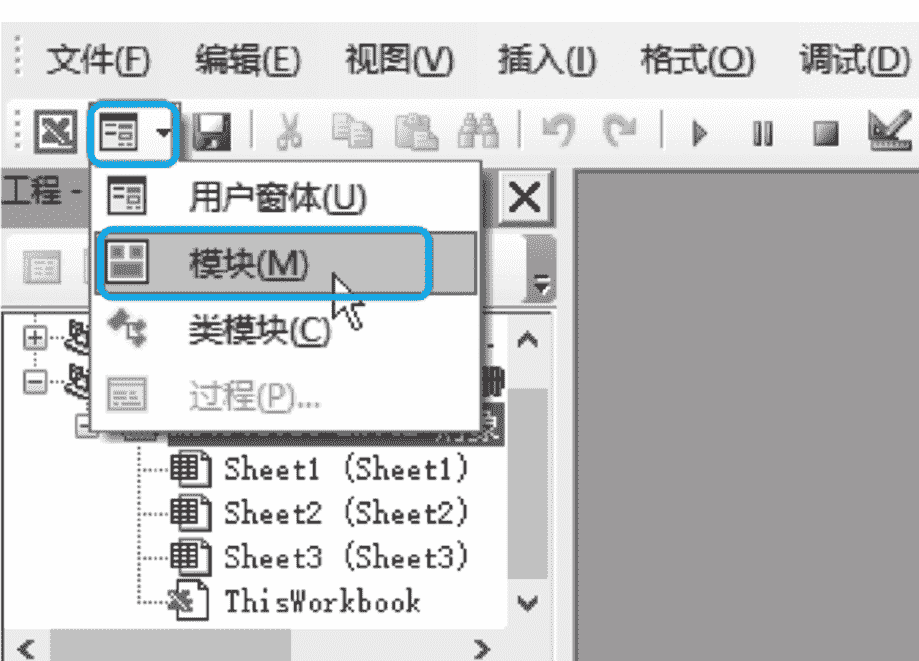 文件(F) 编辑(E) 视图(V) 插入(I) 格式(O) 调试(D)
工程 -
用户窗体(U)
模块(M)
类模块(C)
过程(P)...
Sheet1 (Sheet1)
Sheet2 (Sheet2)
Sheet3 (Sheet3)
ThisWorkbook